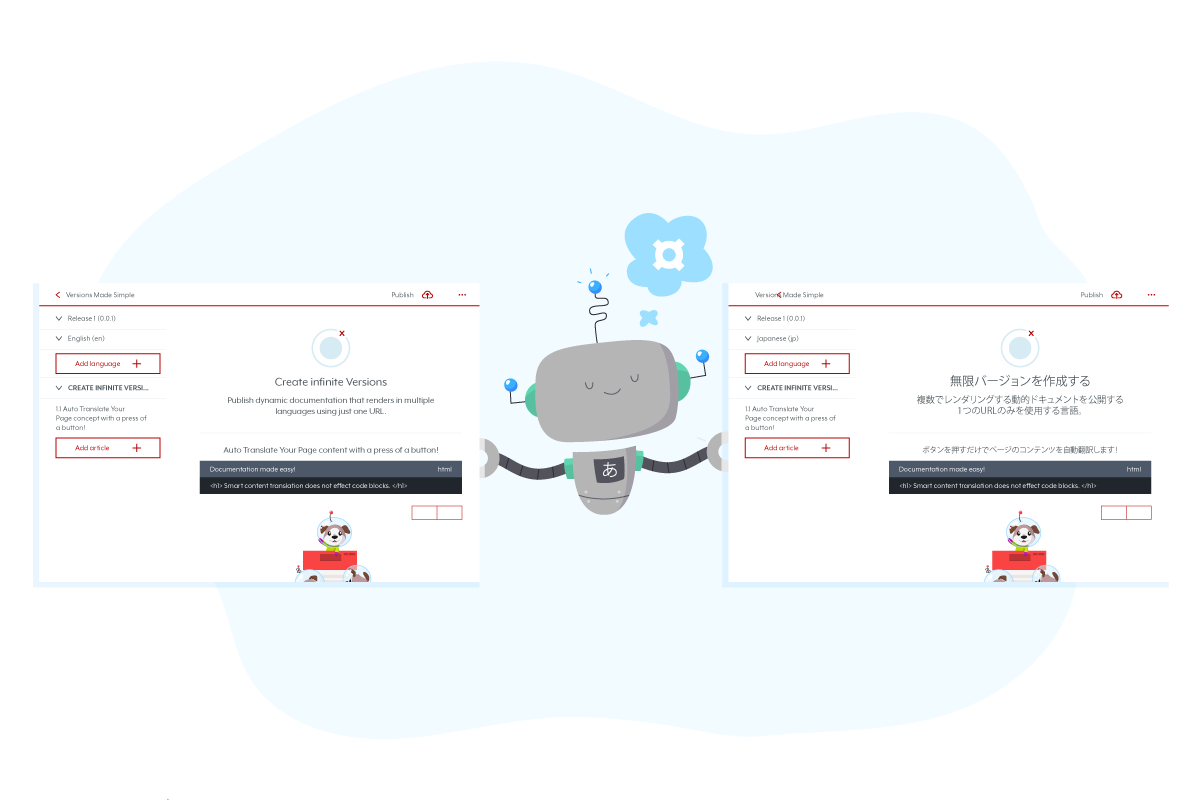 Versions Made Simple
Publish
Release 1 (0.0.1)
English (en)
Add language
CREATE INFINITE VERSI...
1.1 Auto Translate Your
Page concept with a press of
a button!
Add article
Create infinite Versions
Publish dynamic documentation that renders in multiple
languages using just one URL.
Auto Translate Your Page content with a press of a button!
Documentation made easy! html
<h1> Smart content translation does not effect code blocks. </h1>
あ
Versions Made Simple
Publish
Release 1 (0.0.1)
Japanese (jp)
Add language
CREATE INFINITE VERSI...
1.1 Auto Translate Your
Page concept with a press of
a button!
Add article
無限バージョンを作成する
複数でレンダリングする動的ドキュメントを公開する
1つのURLのみを使用する言語。
ボタンを押すだけでページのコンテンツを自動翻訳します!
Documentation made easy! html
<h1> Smart content translation does not effect code blocks. </h1>